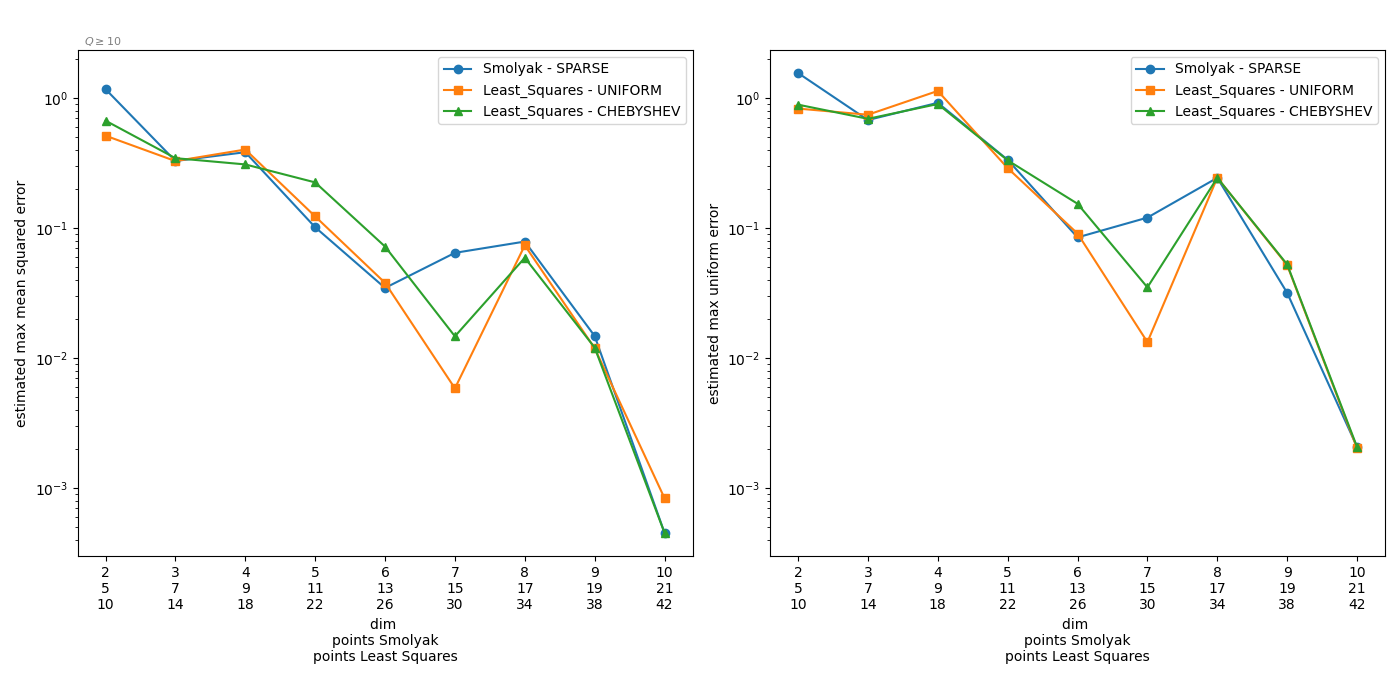 Q ≥ 10
Smolyak - SPARSE
Least_Squares - UNIFORM
Least_Squares - CHEBYSHEV
estimated max mean squared error
10⁰
10⁻¹
10⁻²
10⁻³
2 3 4 5 6 7 8 9 10
5 7 9 11 13 15 17 19 21
10 14 18 22 26 30 34 38 42
dim
points Smolyak
points Least Squares
Smolyak - SPARSE
Least_Squares - UNIFORM
Least_Squares - CHEBYSHEV
estimated max uniform error
10⁰
10⁻¹
10⁻²
10⁻³
2 3 4 5 6 7 8 9 10
5 7 9 11 13 15 17 19 21
10 14 18 22 26 30 34 38 42
dim
points Smolyak
points Least Squares